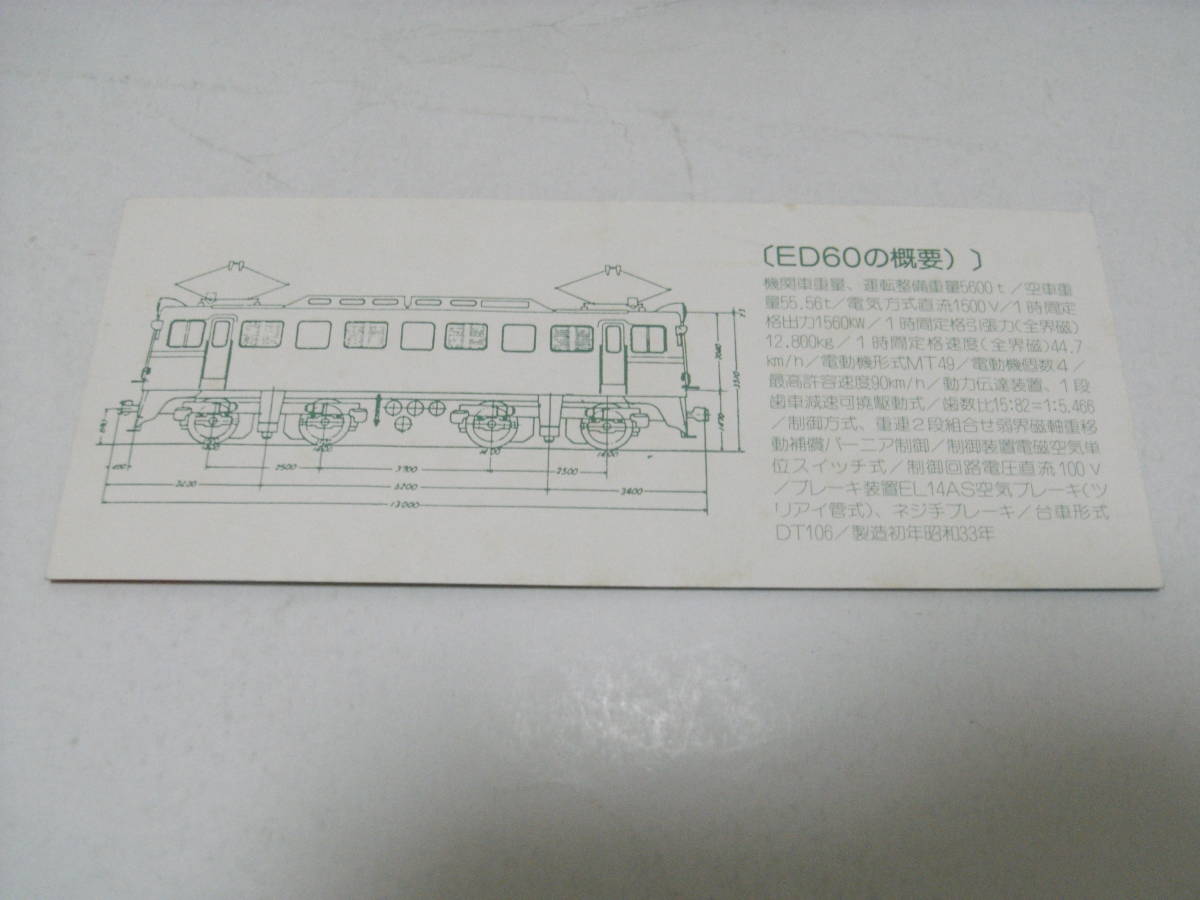 〔ED60の概要〕〕
機関車重量、運転整備重量5600t/空車重
量55.56t/電気方式直流1500V/1時間定
格出力1560KW/1時間定格引張力(全界磁)
12.800kg/1時間定格速度(全界磁)44.7
km/h/電動機形式MT49/電動機個数4/
最高許容速度90km/h/動力伝達装置、1段
歯車減速可撓駆動式/歯数比15:82=1:5.466
/制御方式、重連2段組合せ弱界磁軸重移
動補償バーニア制御/制御装置電磁空気単
位スイッチ式/制御回路電圧直流100V
/ブレーキ装置EL14AS空気ブレーキ(ツ
リアイ管式)、ネジ手ブレーキ/台車形式
DT106/製造初年昭和33年
2500 3700 2500
3200 6200 3400
13000